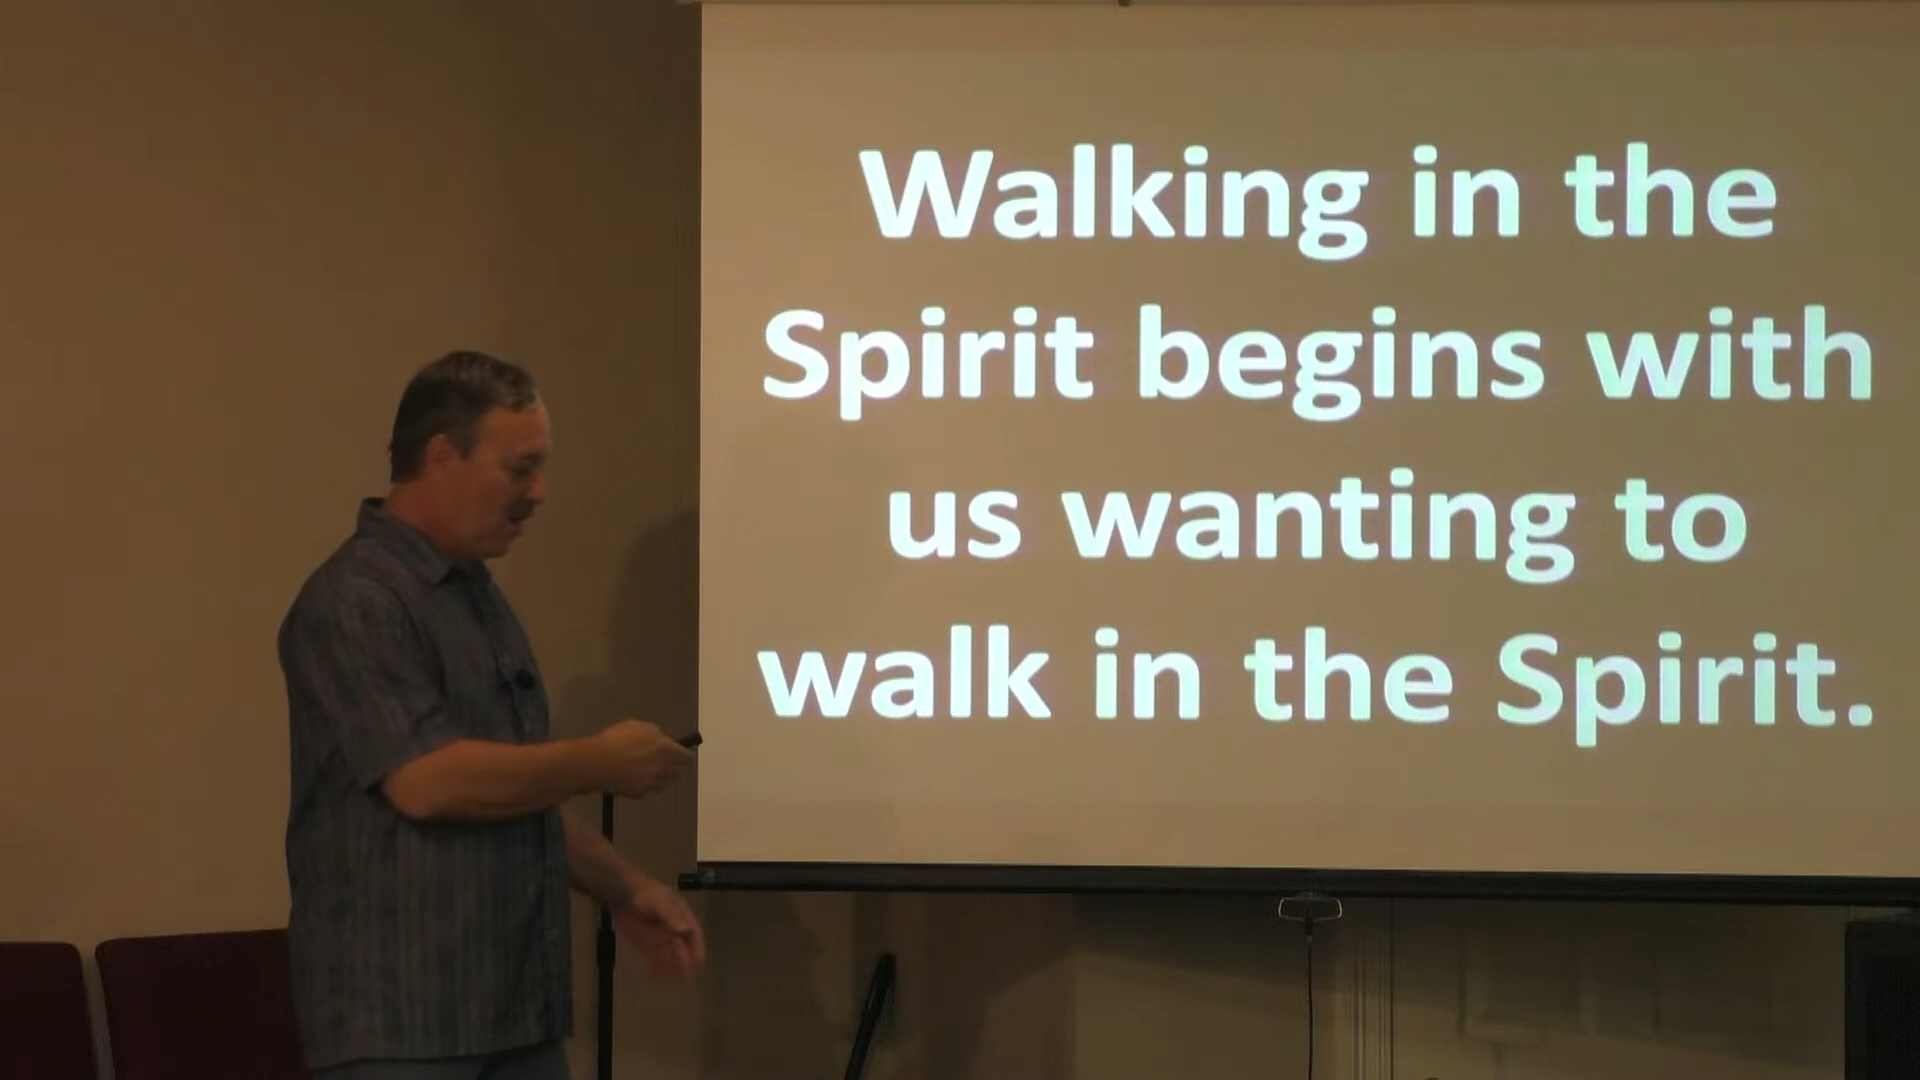 Walking in the
Spirit begins with
us wanting to
walk in the Spirit.